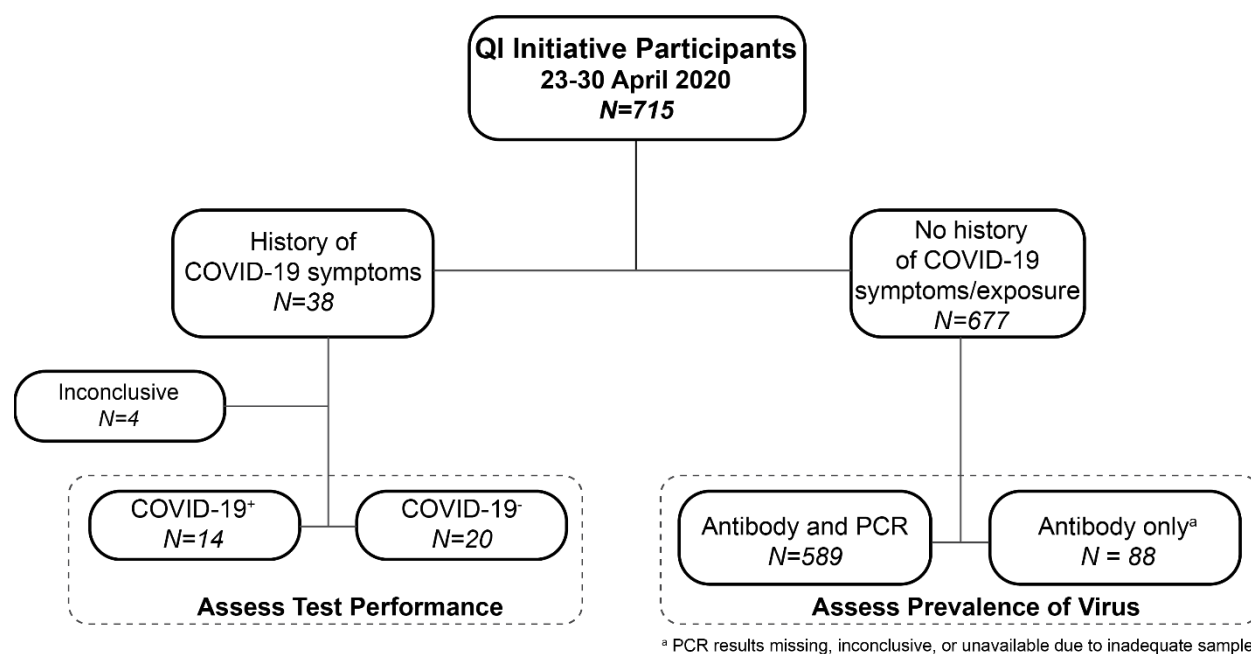 QI Initiative Participants
23-30 April 2020
N=715
History of
COVID-19 symptoms
N=38
No history
of COVID-19
symptoms/exposure
N=677
Inconclusive
N=4
COVID-19⁺
N=14
COVID-19⁻
N=20
Assess Test Performance
Antibody and PCR
N=589
Antibody onlyᵃ
N = 88
Assess Prevalence of Virus
ᵃ PCR results missing, inconclusive, or unavailable due to inadequate sample